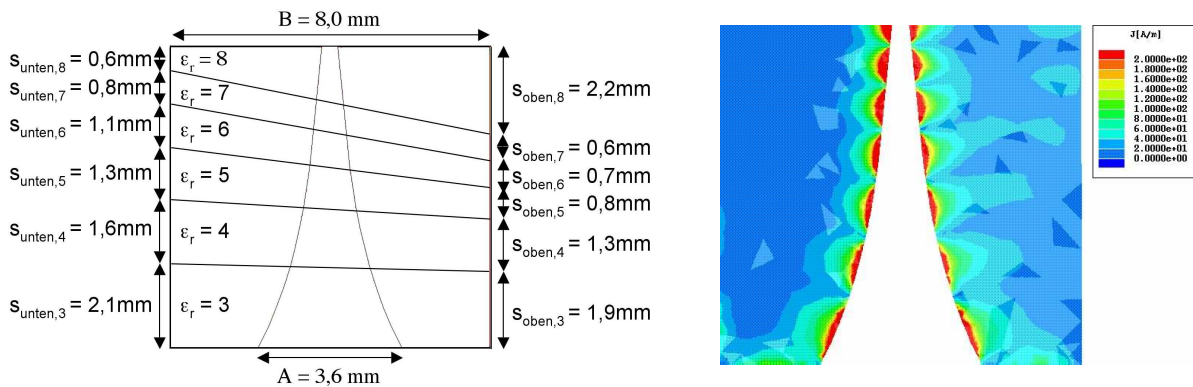 B = 8,0 mm
s_unten,8 = 0,6mm
s_unten,7 = 0,8mm
s_unten,6 = 1,1mm
s_unten,5 = 1,3mm
s_unten,4 = 1,6mm
s_unten,3 = 2,1mm
ε_r = 8
ε_r = 7
ε_r = 6
ε_r = 5
ε_r = 4
ε_r = 3
s_oben,8 = 2,2mm
s_oben,7 = 0,6mm
s_oben,6 = 0,7mm
s_oben,5 = 0,8mm
s_oben,4 = 1,3mm
s_oben,3 = 1,9mm
A = 3,6 mm
J[A/m]
2.0000e+02
1.8000e+02
1.6000e+02
1.4000e+02
1.2000e+02
1.0000e+02
8.0000e+01
6.0000e+01
4.0000e+01
2.0000e+01
0.0000e+00